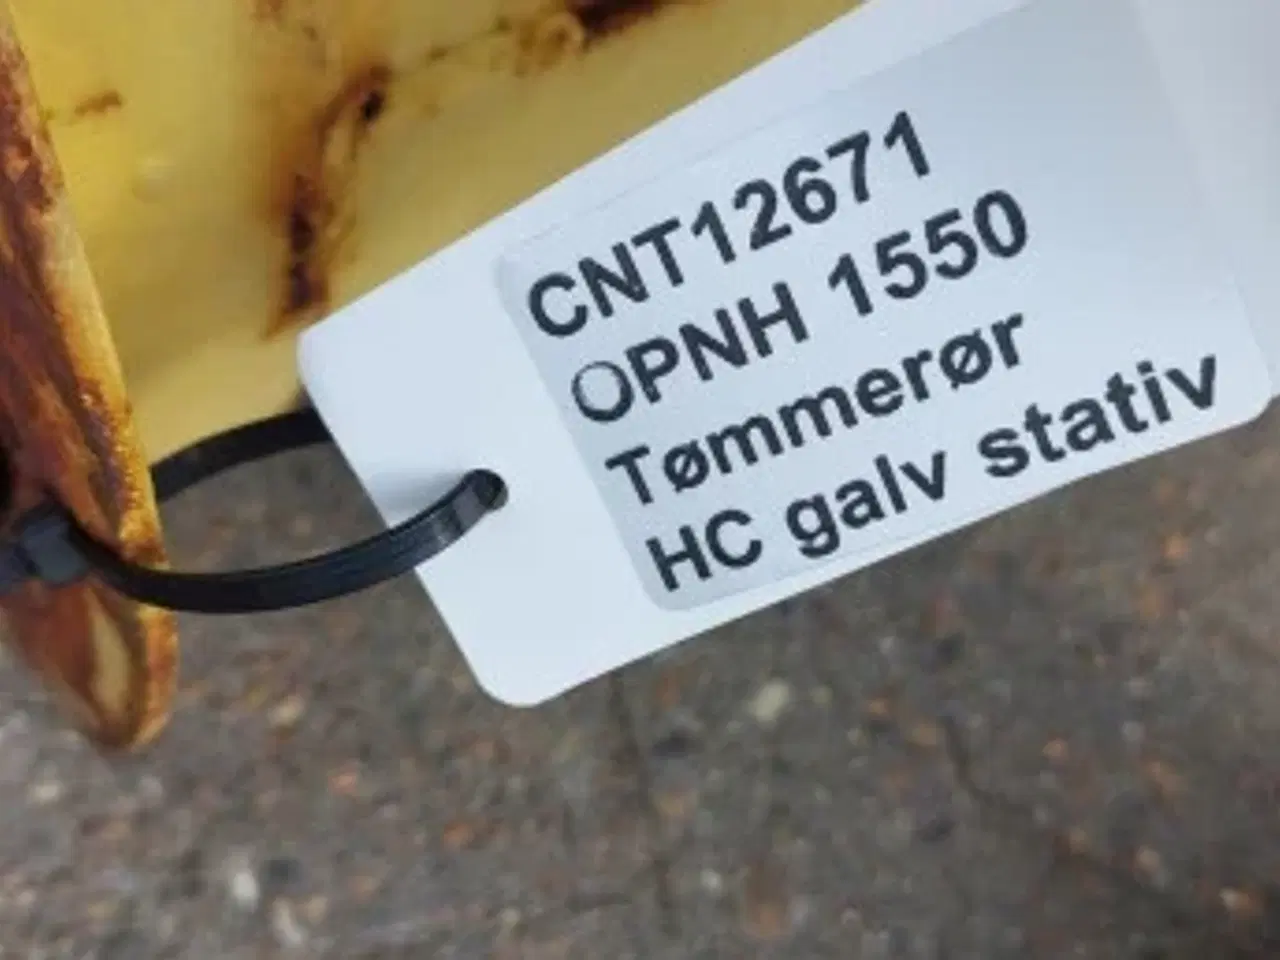 CNT12671
OPNH 1550
Tømmerør
HC galv stativ